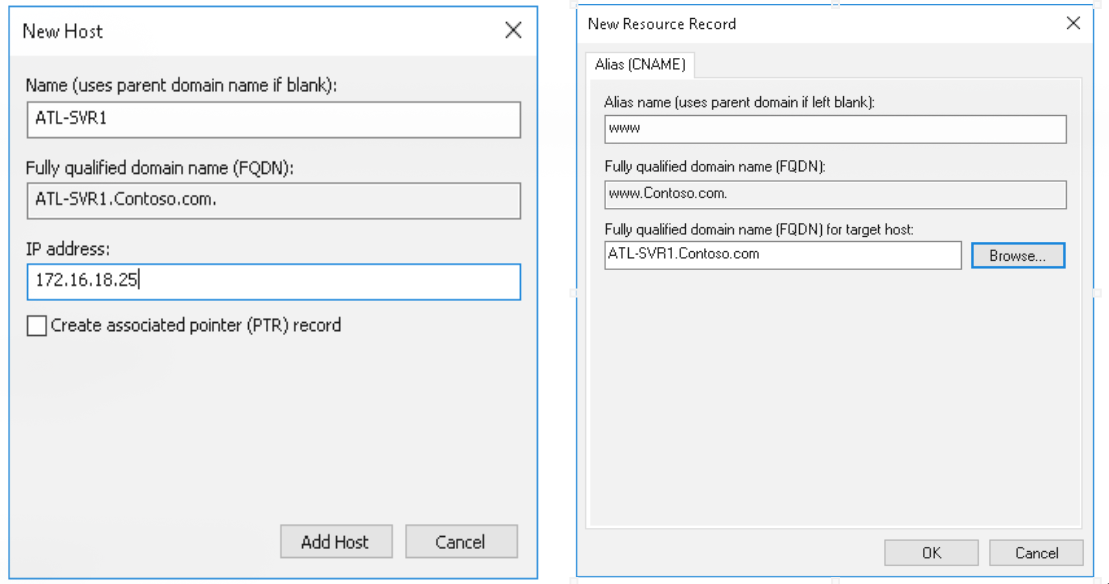 New Host
Name (uses parent domain name if blank):
ATL-SVR1
Fully qualified domain name (FQDN):
ATL-SVR1.Contoso.com.
IP address:
172.16.18.25
Create associated pointer (PTR) record
Add Host
Cancel
New Resource Record
Alias (CNAME)
Alias name (uses parent domain if left blank):
www
Fully qualified domain name (FQDN):
www.Contoso.com.
Fully qualified domain name (FQDN) for target host:
ATL-SVR1.Contoso.com
Browse...
OK
Cancel